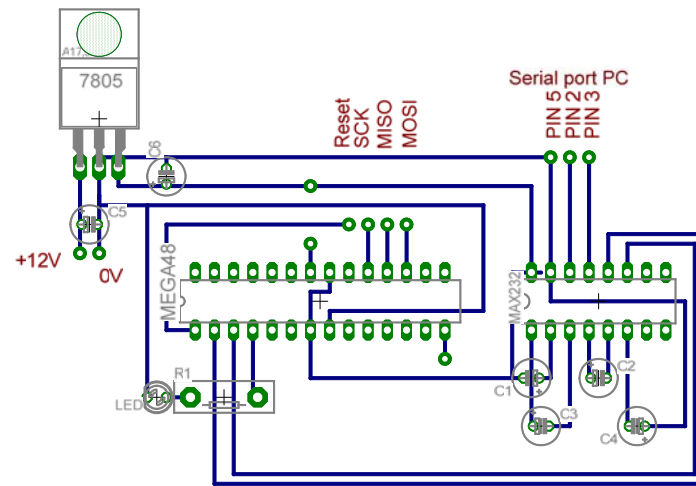 A17,
7805
Serial port PC
PIN 5
PIN 2
PIN 3
Reset
SCK
MISO
MOSI
C6
C5
+12V
0V
MEGA48
MAX232
R1
LED
C1
C2
C3
C4